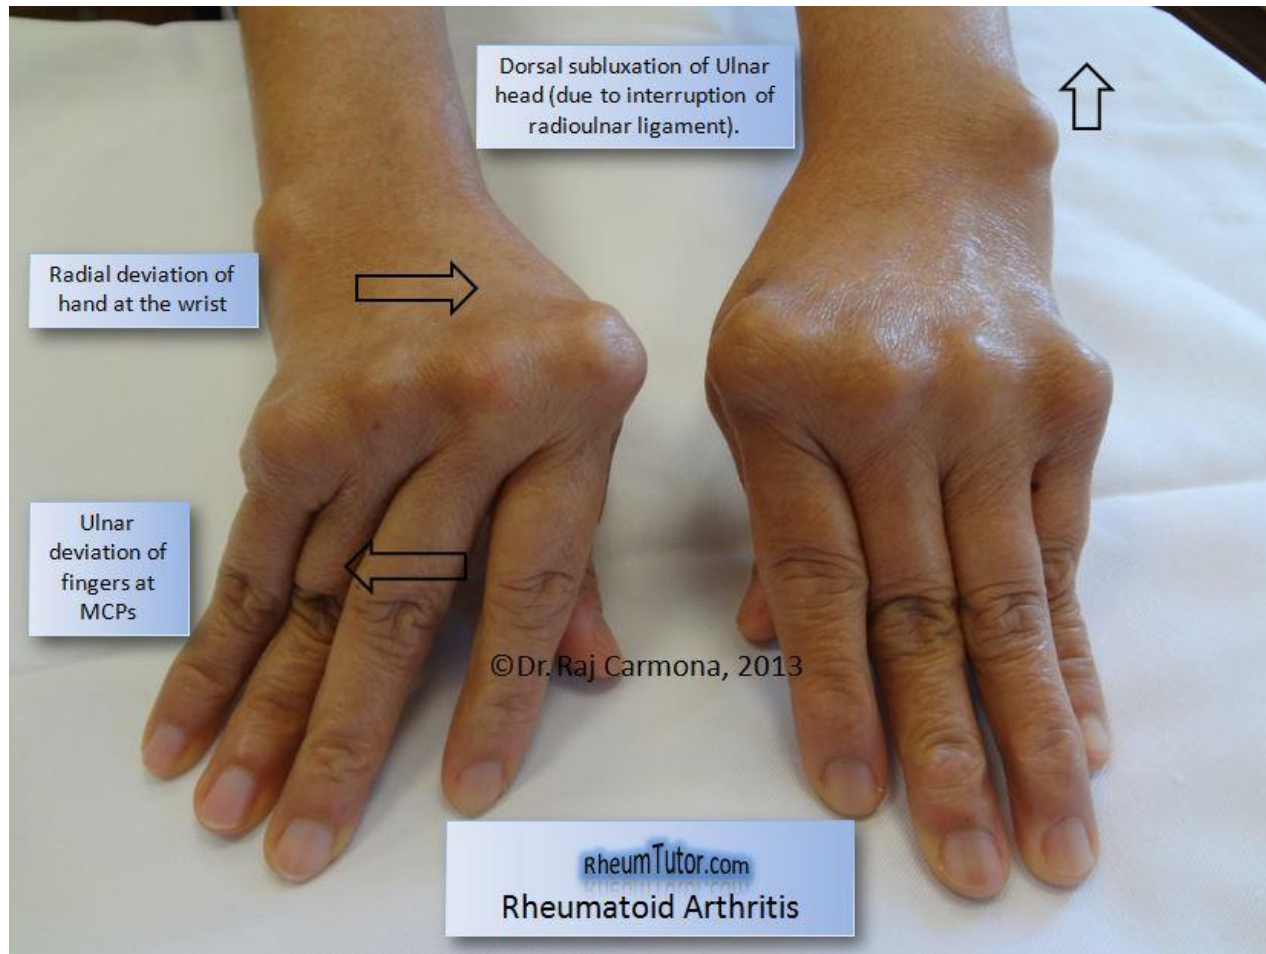 Dorsal subluxation of Ulnar
head (due to interruption of
radioulnar ligament).
Radial deviation of
hand at the wrist
Ulnar
deviation of
fingers at
MCPs
©Dr. Raj Carmona, 2013
RheumTutor.com
Rheumatoid Arthritis